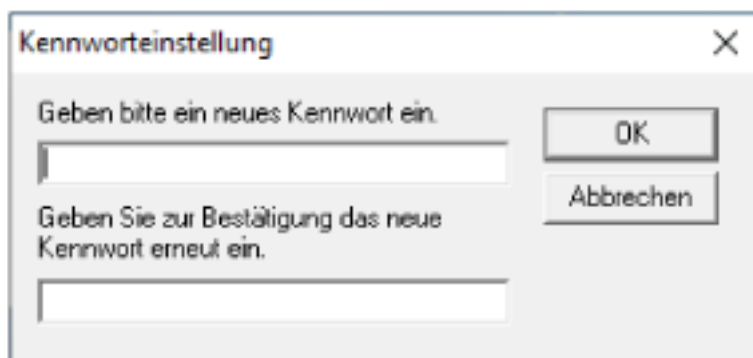 Kennworteinstellung
Geben bitte ein neues Kennwort ein.
OK
Abbrechen
Geben Sie zur Bestätigung das neue
Kennwort erneut ein.